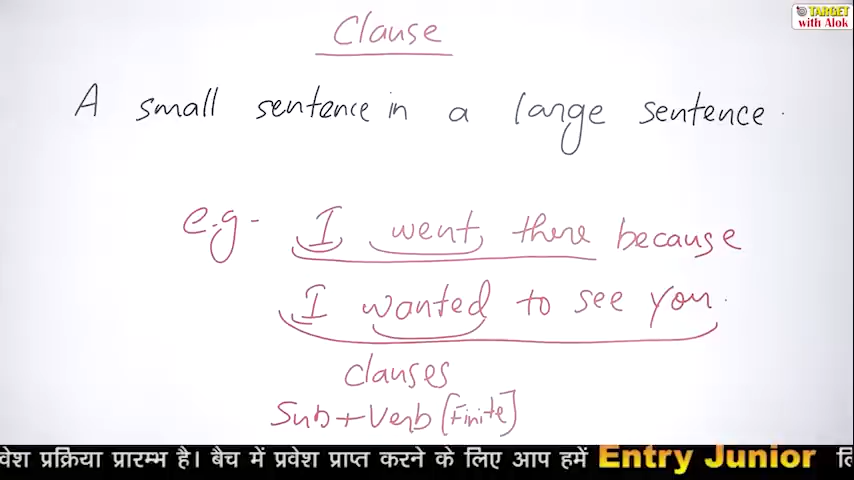 TARGET
with Alok
Clause
A small sentence in a large sentence.
e.g- I went there because
I wanted to see you.
clauses
Sub+Verb [Finite]
वेश प्रक्रिया प्रारम्भ है। बैच में प्रवेश प्राप्त करने के लिए आप हमें Entry Junior लि